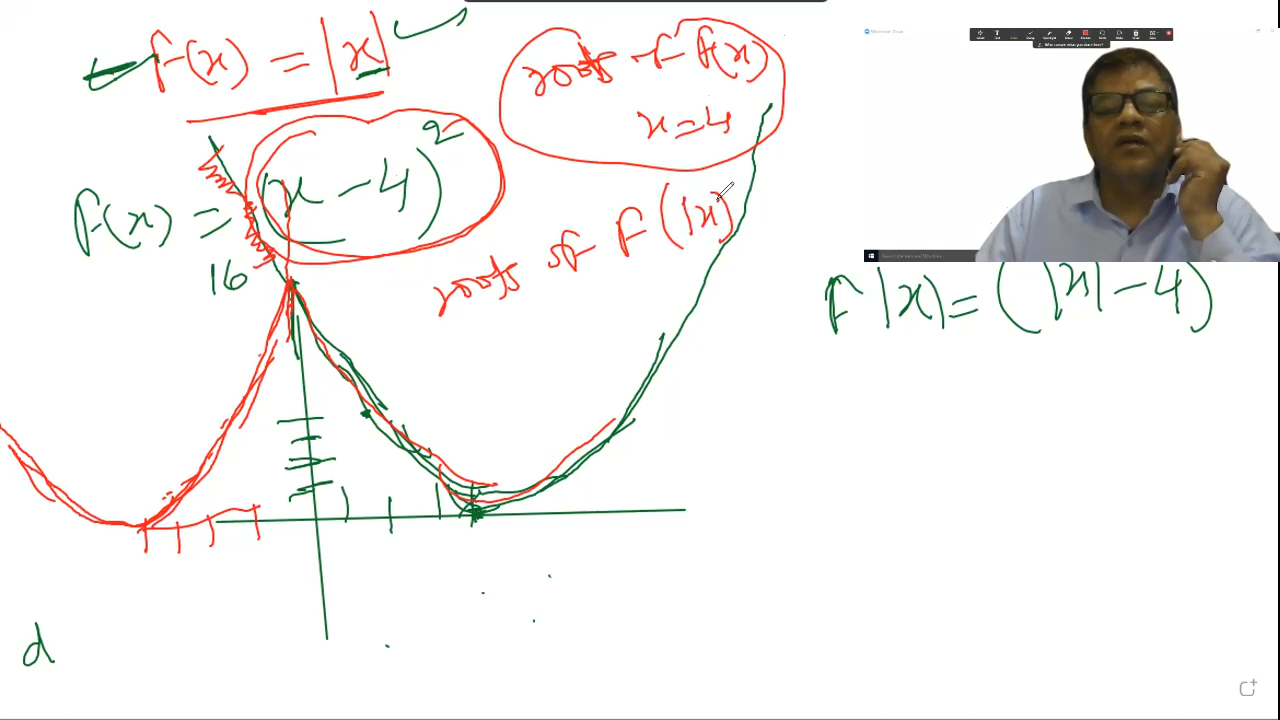 f(x) = |x|
roots of f(x)
x=4
f(x) = (x-4)²
roots of f(|x)
16
f|x| = (|x| - 4)
d